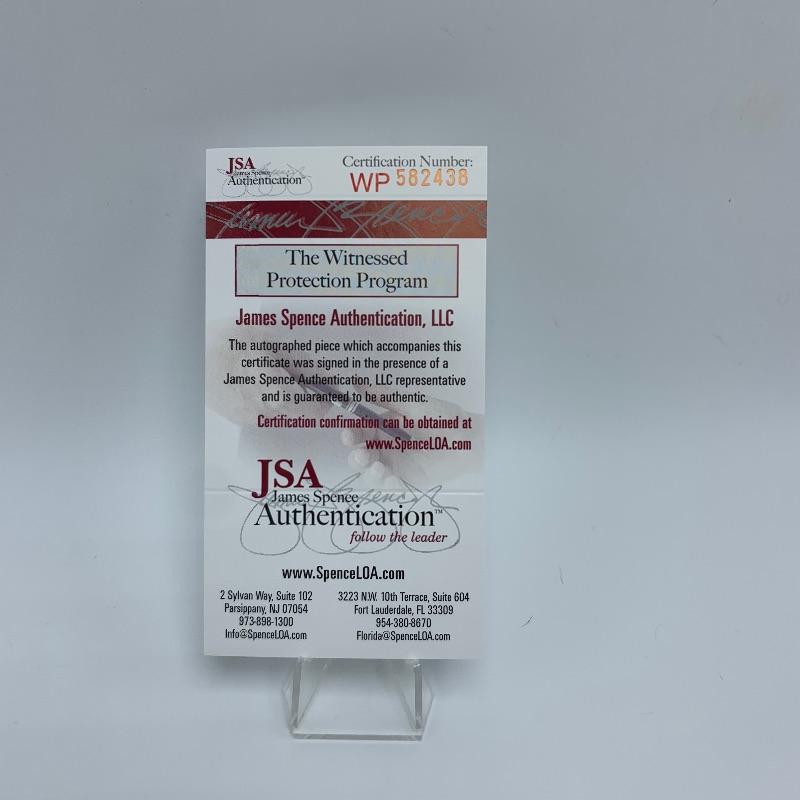 JSA
James Spence
Authentication™
Certification Number:
WP 582438
James Spence
The Witnessed
Protection Program
James Spence Authentication, LLC
The autographed piece which accompanies this
certificate was signed in the presence of a
James Spence Authentication, LLC representative
and is guaranteed to be authentic.
Certification confirmation can be obtained at
www.SpenceLOA.com
JSA
James Spence
Authentication™
follow the leader
www.SpenceLOA.com
2 Sylvan Way, Suite 102
Parsippany, NJ 07054
973-898-1300
Info@SpenceLOA.com
3223 N.W. 10th Terrace, Suite 604
Fort Lauderdale, FL 33309
954-380-8670
Florida@SpenceLOA.com